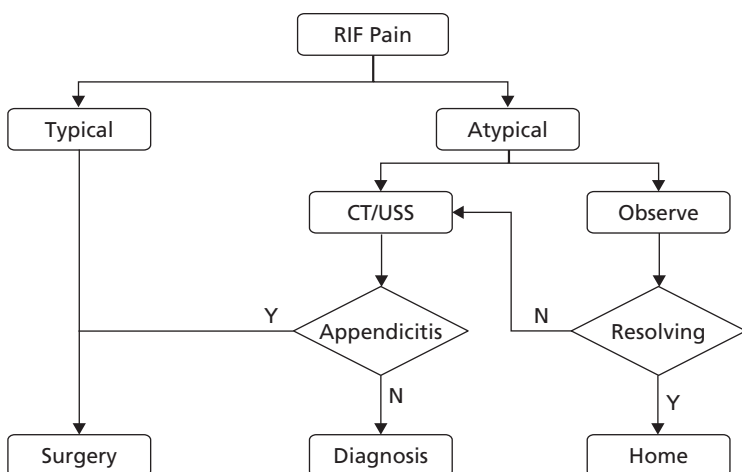 RIF Pain
Typical
Atypical
CT/USS
Observe
Y
Appendicitis
N
Resolving
N
Y
Surgery
Diagnosis
Home